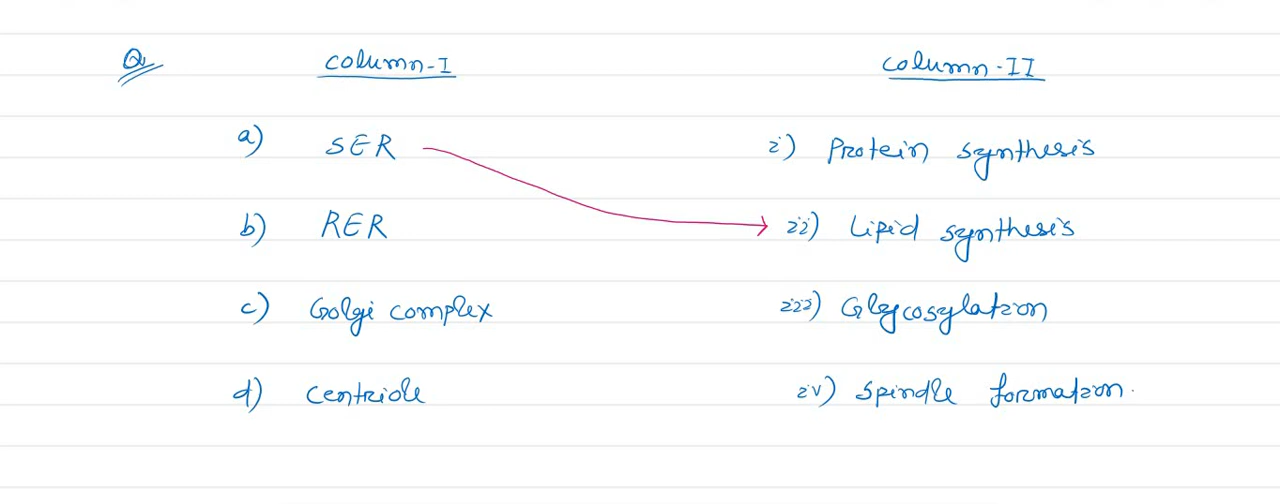 Q column-I column-II
a) SER i) Protein synthesis
b) RER ii) Lipid synthesis
c) Golgi complex iii) Glycosylation
d) Centriole iv) Spindle formation.